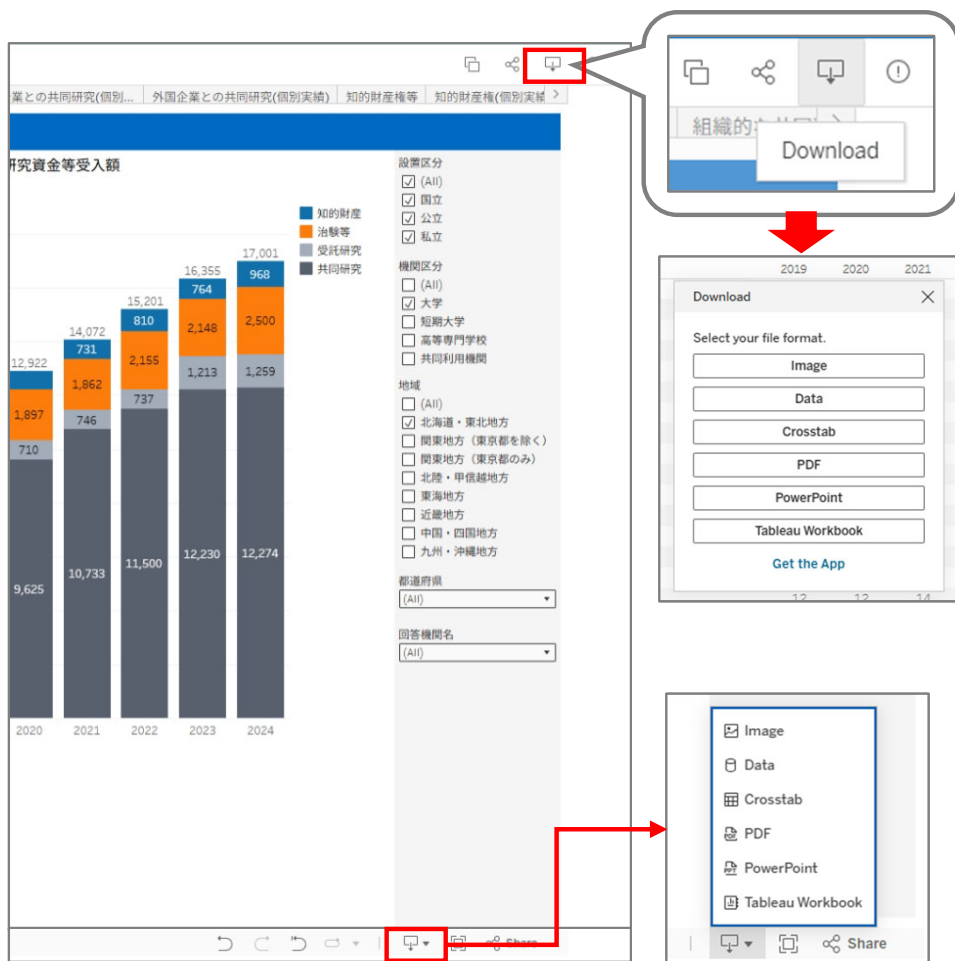 業との共同研究(個別... 外国企業との共同研究(個別実績) 知的財産権等 知的財産権(個別実績
研究資金等受入額
知的財産
治験等
受託研究
共同研究
12,922 14,072 15,201 16,355 17,001
731 810 764 968
1,897 1,862 2,155 2,148 2,500
710 746 737 1,213 1,259
9,625 10,733 11,500 12,230 12,274
2020 2021 2022 2023 2024
設置区分
(All)
国立
公立
私立
機関区分
(All)
大学
短期大学
高等専門学校
共同利用機関
地域
(All)
北海道・東北地方
関東地方（東京都を除く）
関東地方（東京都のみ）
北陸・甲信越地方
東海地方
近畿地方
中国・四国地方
九州・沖縄地方
都道府県
(All)
回答機関名
(All)
Share
組織的
Download
2019 2020 2021
Download
Select your file format.
Image
Data
Crosstab
PDF
PowerPoint
Tableau Workbook
Get the App
12 12 14
Image
Data
Crosstab
PDF
PowerPoint
Tableau Workbook
Share